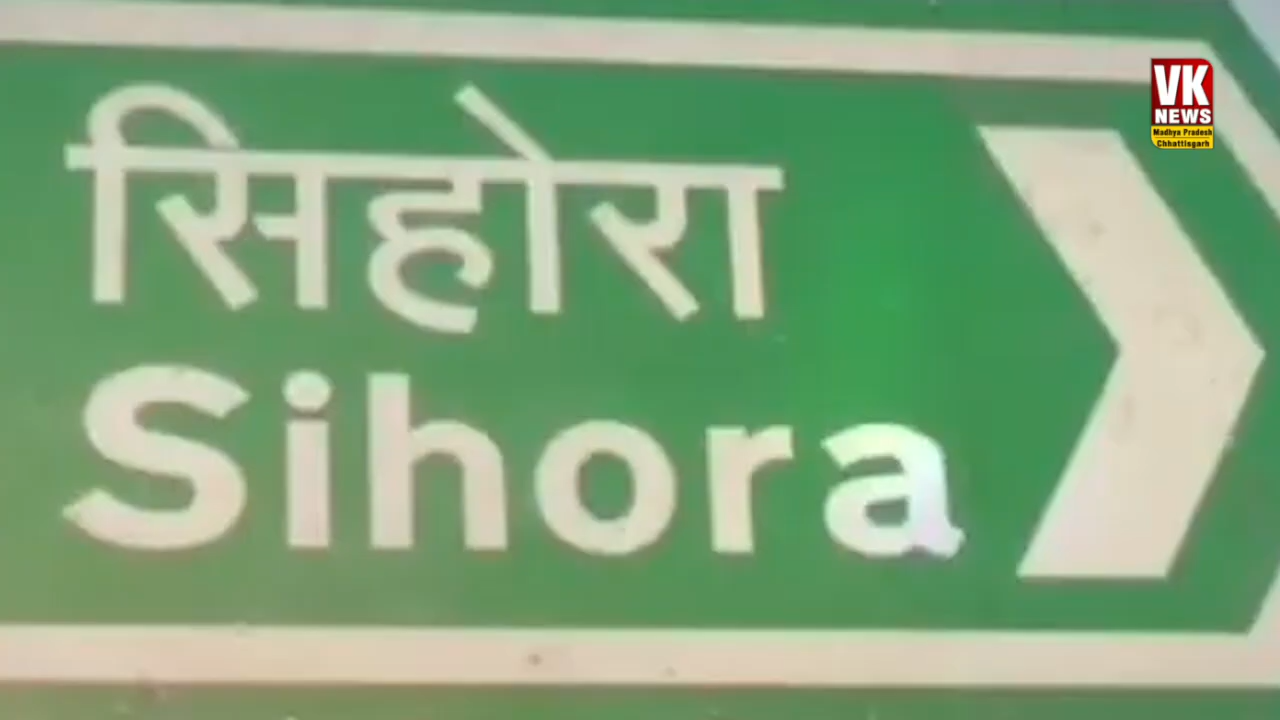 सिहोरा
Sihora
VK
NEWS
Madhya Pradesh
Chhattisgarh